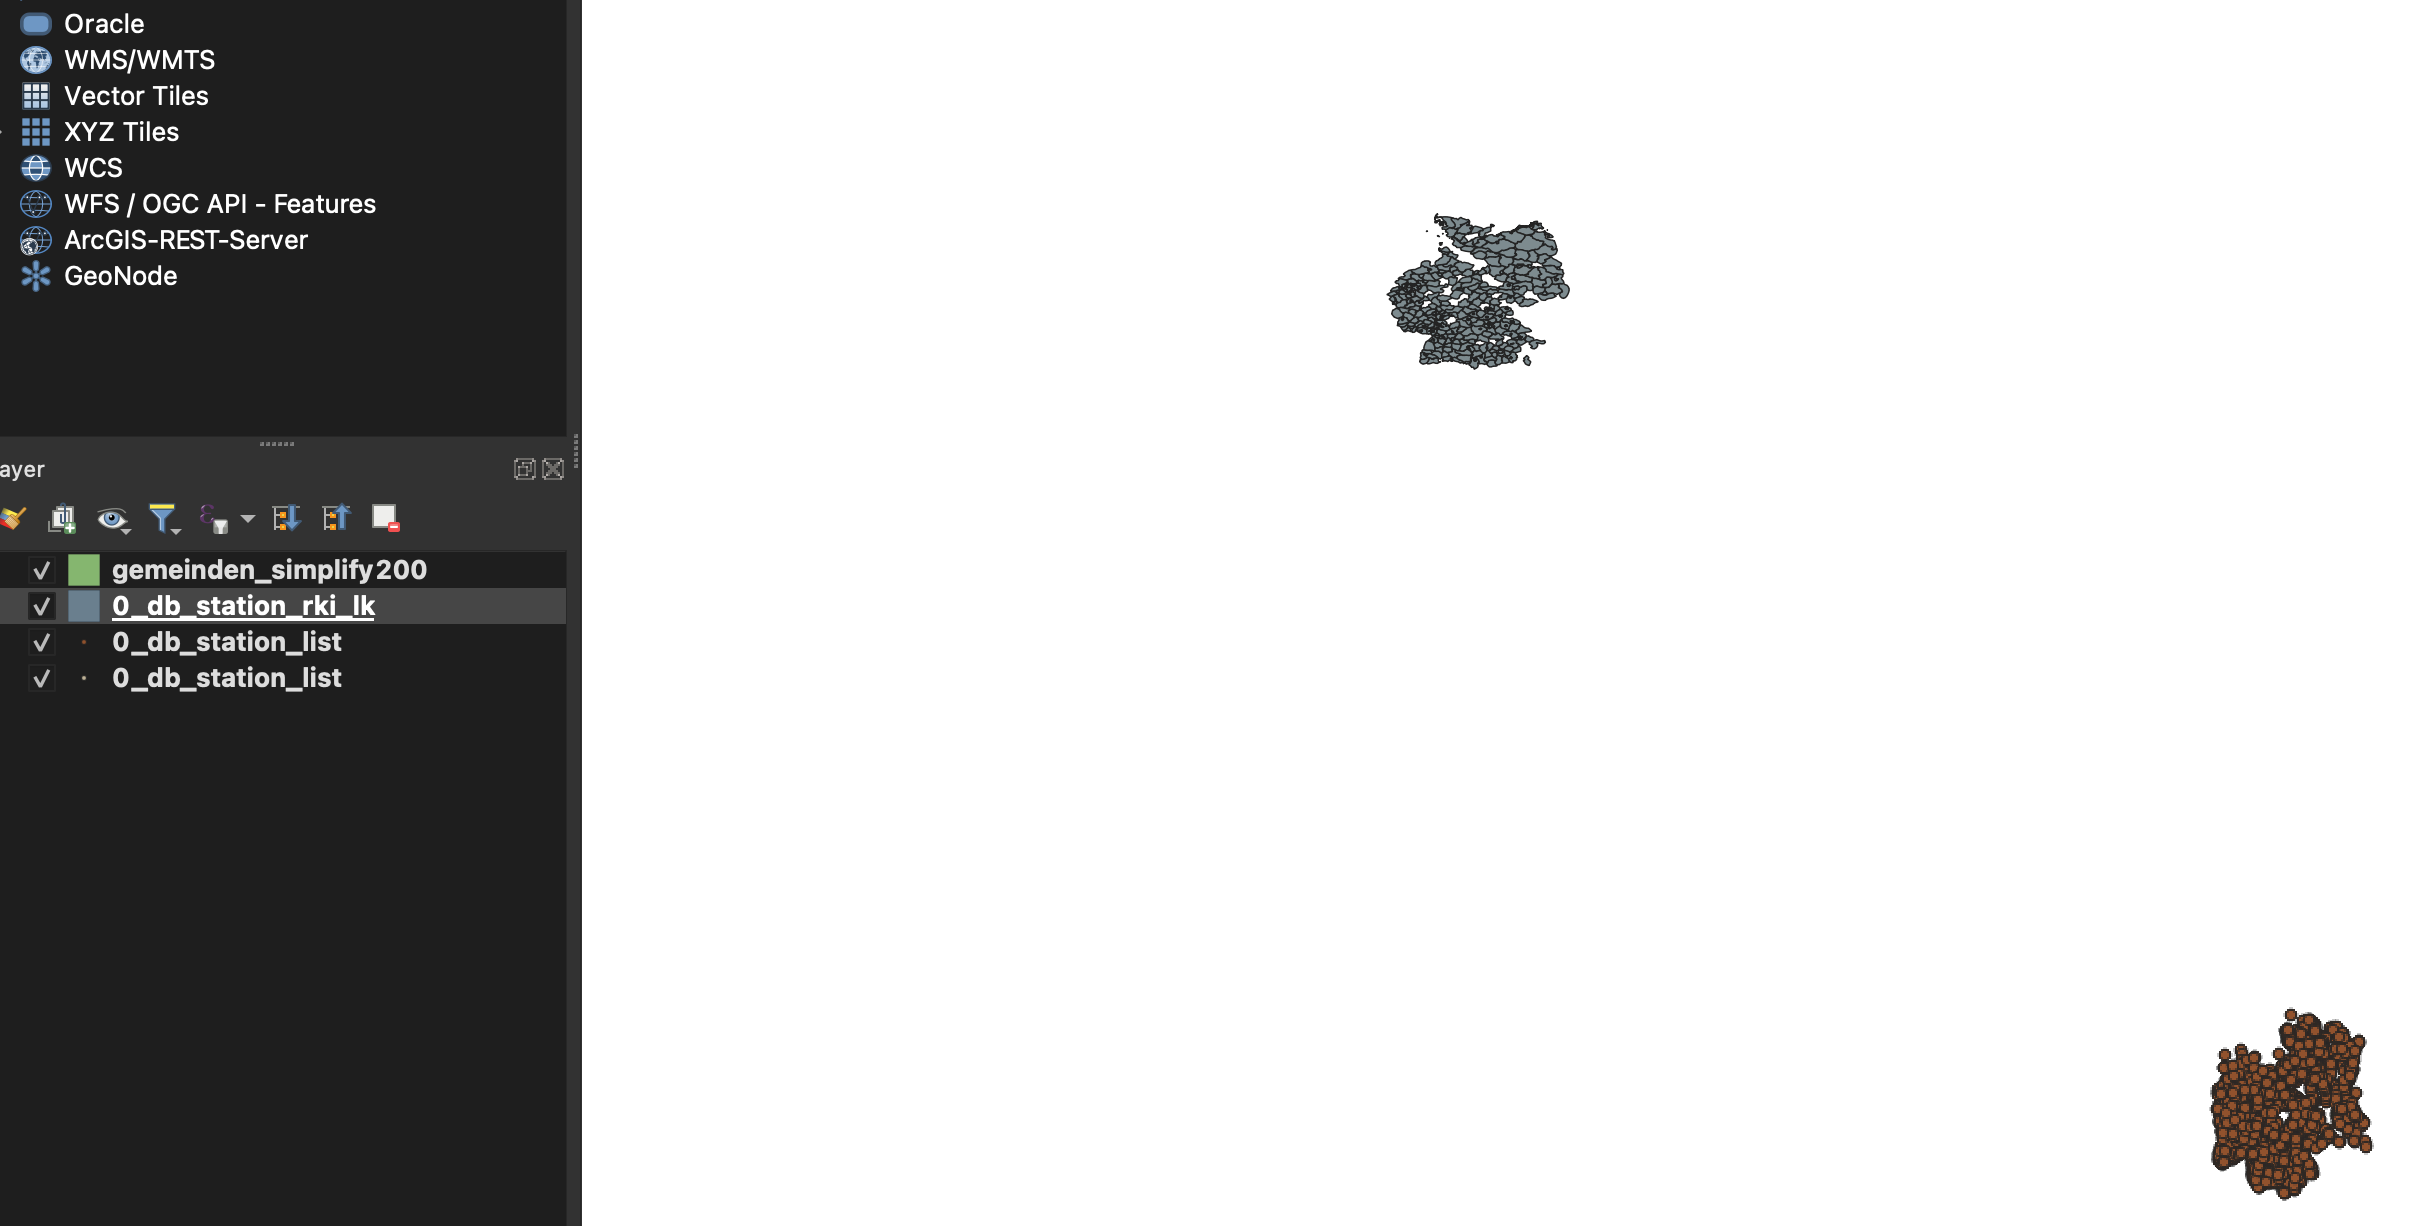 Oracle
WMS/WMTS
Vector Tiles
XYZ Tiles
WCS
WFS / OGC API - Features
ArcGIS-REST-Server
GeoNode
ayer
gemeinden_simplify200
0_db_station_rki_lk
0_db_station_list
0_db_station_list